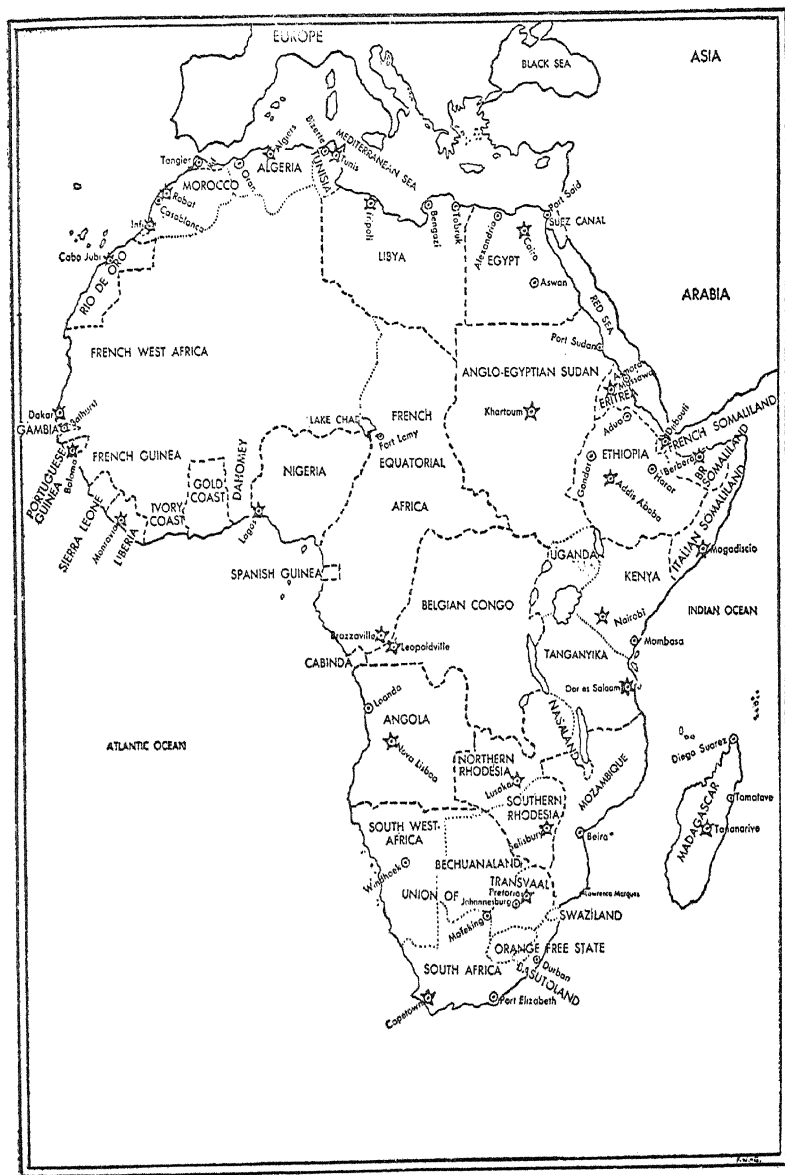 EUROPE
BLACK SEA
ASIA
MEDITERRANEAN SEA
Tangier
Oran
Algiers
ALGERIA
Bizerte
Tunis
TUNISIA
MOROCCO
Rabat
Casablanca
Infi
Cabo Jubi
RIO DE ORO
Tripoli
Bengazi
Tobruk
Alexandria
Port Said
SUEZ CANAL
Cairo
LIBYA
EGYPT
Aswan
RED SEA
ARABIA
FRENCH WEST AFRICA
Port Sudan
ANGLO-EGYPTIAN SUDAN
Asmara
Massawa
ERITREA
Dakar
GAMBIA
Bathurst
LAKE CHAD
FRENCH
Fort Lamy
Khartoum
Adua
Djibouti
FRENCH SOMALILAND
PORTUGUESE
GUINEA
Bolama
FRENCH GUINEA
DAHOMEY
NIGERIA
EQUATORIAL
ETHIOPIA
Gondar
Harar
Berbera
BR.
SOMALILAND
GOLD
COAST
IVORY
COAST
SIERRA LEONE
Monrovia
LIBERIA
Lagos
AFRICA
Addis Ababa
ITALIAN SOMALILAND
Mogadiscio
SPANISH GUINEA
UGANDA
KENYA
BELGIAN CONGO
INDIAN OCEAN
Nairobi
Brazzaville
Leopoldville
Mombasa
CABINDA
TANGANYIKA
Dar es Salaam
Loanda
ANGOLA
NASALAND
ATLANTIC OCEAN
Nova Lisboa
NORTHERN
RHODESIA
Lusaka
MOZAMBIQUE
Diego Suarez
SOUTHERN
RHODESIA
Salisbury
Beira
MADAGASCAR
Tamatave
Tananarive
SOUTH WEST
AFRICA
Windhoek
BECHUANALAND
TRANSVAAL
UNION OF
Pretoria
Johannesburg
Lawrence Marques
Mafeking
SWAZILAND
ORANGE FREE STATE
SOUTH AFRICA
Durban
BASUTOLAND
Capetown
Port Elizabeth